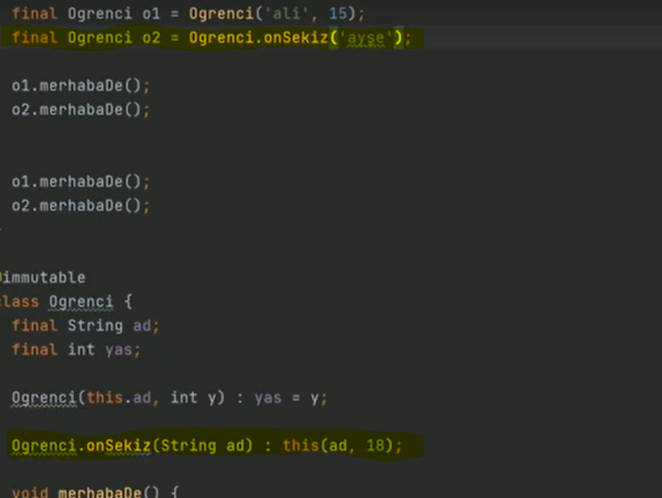 final Ogrenci o1 = Ogrenci('ali', 15);
final Ogrenci o2 = Ogrenci.onSekiz('ayse');
o1.merhabaDe();
o2.merhabaDe();
o1.merhabaDe();
o2.merhabaDe();
immutable
class Ogrenci {
final String ad;
final int yas;
Ogrenci(this.ad, int y) : yas = y;
Ogrenci.onSekiz(String ad) : this(ad, 18);
void merhabaDe() {